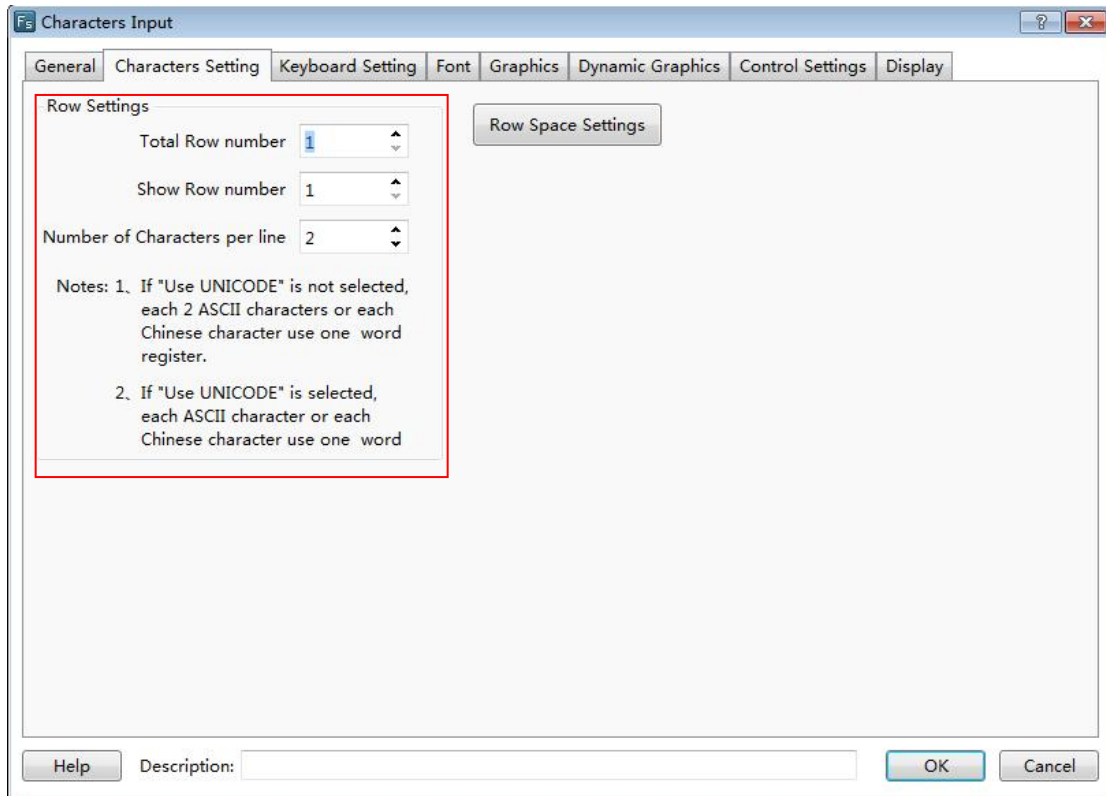 Fs Characters Input
General Characters Setting Keyboard Setting Font Graphics Dynamic Graphics Control Settings Display
Row Settings
Total Row number 1
Row Space Settings
Show Row number 1
Number of Characters per line 2
Notes: 1、If "Use UNICODE" is not selected,
each 2 ASCII characters or each
Chinese character use one word
register.
2、If "Use UNICODE" is selected,
each ASCII character or each
Chinese character use one word
Help Description: OK Cancel